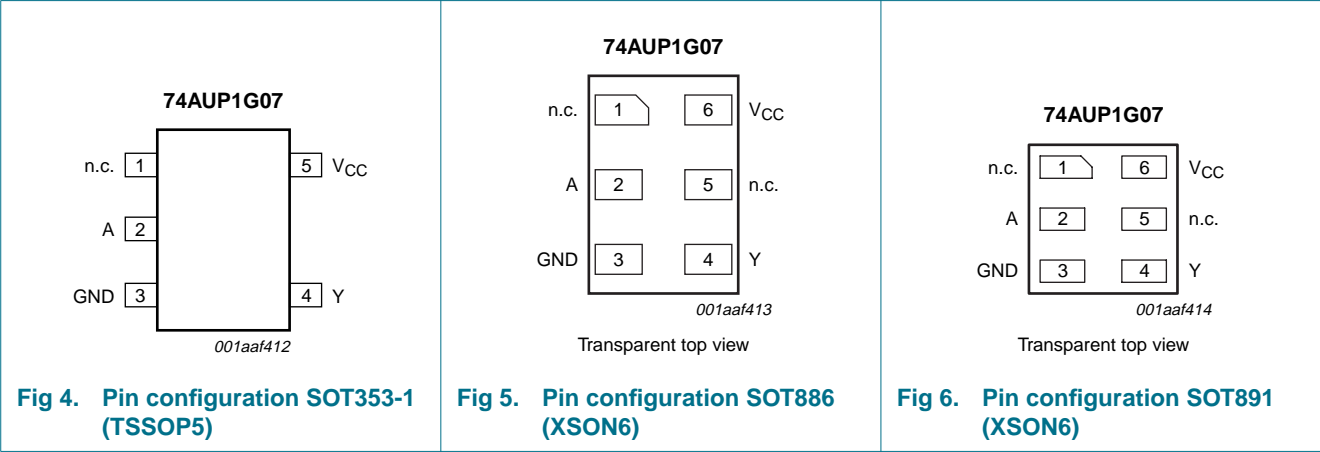 74AUP1G07
n.c. 1
5 VCC
A 2
GND 3
4 Y
001aaf412
Fig 4. Pin configuration SOT353-1
(TSSOP5)
74AUP1G07
n.c. 1
6 VCC
A 2
5 n.c.
GND 3
4 Y
001aaf413
Transparent top view
Fig 5. Pin configuration SOT886
(XSON6)
74AUP1G07
n.c. 1
6 VCC
A 2
5 n.c.
GND 3
4 Y
001aaf414
Transparent top view
Fig 6. Pin configuration SOT891
(XSON6)